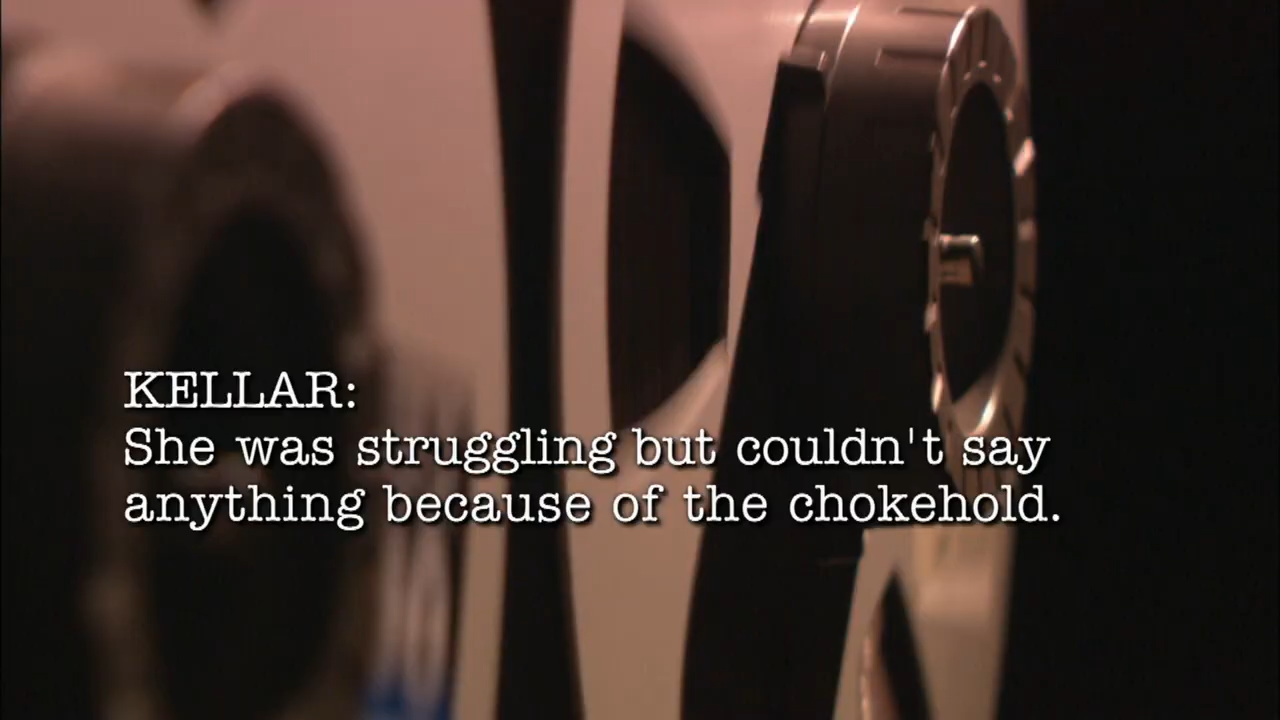 KELLAR:
She was struggling but couldn't say
anything because of the chokehold.